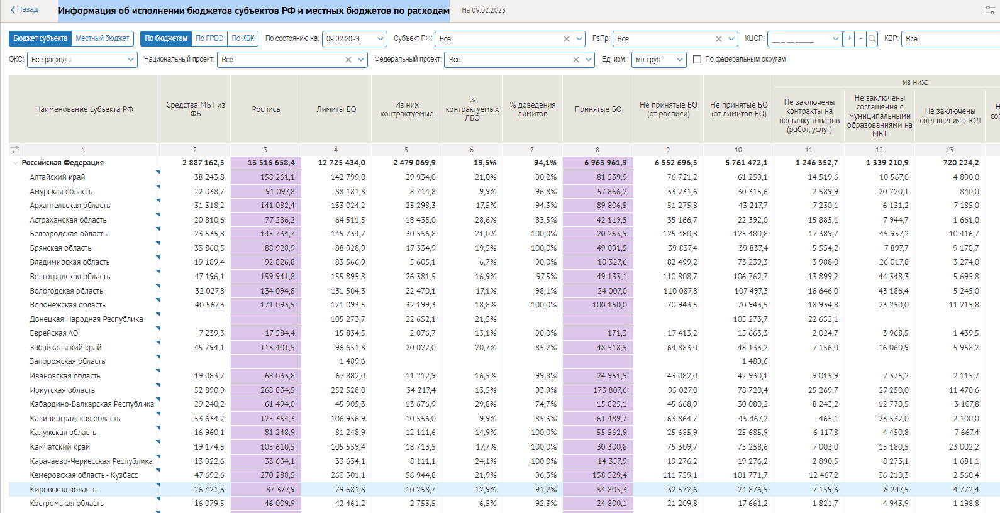 Назад
Информация об исполнении бюджетов субъектов РФ и местных бюджетов по расходам
На 09.02.2023
Бюджет субъекта Местный бюджет По бюджетам По ГРБС По КБК По состоянию на: 09.02.2023 Субъект РФ: Все РзПр: Все КЦСР: __.__.__._____ + - КВР: Все
ОКС: Все расходы Национальный проект: Все Федеральный проект: Все Ед. изм.: млн руб По федеральным округам
Наименование субъекта РФ
Средства МБТ из ФБ
Роспись
Лимиты БО
Из них контрактуемые
% контрактуемых ЛБО
% доведения лимитов
Принятые БО
Не принятые БО (от росписи)
Не принятые БО (от лимитов БО)
из них:
Не заключены контракты на поставку товаров (работ, услуг)
Не заключены соглашения с муниципальными образованиями на МБТ
Не заключены соглашения с ЮЛ
1 2 3 4 5 6 7 8 9 10 11 12 13
Российская Федерация 2 887 162,5 13 516 658,4 12 725 434,0 2 479 069,9 19,5% 94,1% 6 963 961,9 6 552 696,5 5 761 472,1 1 246 352,7 1 339 210,9 720 224,2
Алтайский край 38 243,8 158 261,1 142 799,0 29 934,0 21,0% 90,2% 81 539,9 76 721,2 61 259,1 14 519,6 10 567,0 4 890,0
Амурская область 22 038,7 91 097,8 88 181,8 8 714,8 9,9% 96,8% 57 866,2 33 231,6 30 315,6 2 589,9 -20 720,1 840,0
Архангельская область 31 318,2 141 082,4 133 024,2 23 298,3 17,5% 94,3% 89 806,5 51 275,8 43 217,7 7 230,1 6 131,2 7 185,0
Астраханская область 20 810,6 77 286,2 64 511,5 18 435,0 28,6% 83,5% 42 119,5 35 166,7 22 392,0 15 885,1 7 944,7 1 661,0
Белгородская область 23 535,8 145 734,7 145 734,7 30 556,8 21,0% 100,0% 20 253,9 125 480,8 125 480,8 17 389,7 45 957,2 10 416,7
Брянская область 33 860,5 88 928,9 88 928,9 17 334,9 19,5% 100,0% 49 091,5 39 837,4 39 837,4 5 554,2 7 897,7 9 178,7
Владимирская область 19 189,4 92 826,8 83 566,9 5 605,1 6,7% 90,0% 10 327,6 82 499,2 73 239,3 3 988,0 26 017,8 3 274,0
Волгоградская область 47 196,1 159 941,8 155 895,8 26 381,5 16,9% 97,5% 49 133,1 110 808,7 106 762,7 13 899,2 44 348,3 5 695,8
Вологодская область 32 027,8 134 094,8 131 504,3 22 470,1 17,1% 98,1% 24 007,0 110 087,8 107 497,3 16 646,0 43 186,4 5 245,0
Воронежская область 40 567,3 171 093,5 171 093,5 32 199,3 18,8% 100,0% 100 150,0 70 943,5 70 943,5 18 934,8 23 250,0 11 215,8
Донецкая Народная Республика 105 273,7 22 652,1 21,5% 105 273,7 22 652,1
Еврейская АО 7 239,3 17 584,4 15 834,5 2 076,7 13,1% 90,0% 171,3 17 413,2 15 663,3 2 024,7 3 968,5 1 439,5
Забайкальский край 45 794,1 113 401,5 96 651,8 20 022,0 20,7% 85,2% 48 518,5 64 883,0 48 133,2 7 156,0 16 060,9 5 958,2
Запорожская область 1 489,6 1 489,6
Ивановская область 19 083,7 68 033,8 67 882,0 11 212,9 16,5% 99,8% 24 951,9 43 082,0 42 930,1 9 015,9 7 375,2 2 115,7
Иркутская область 52 890,9 268 834,5 252 528,0 34 217,4 13,5% 93,9% 173 807,6 95 027,0 78 720,4 25 269,7 27 250,0 11 470,6
Кабардино-Балкарская Республика 29 240,2 61 494,0 45 905,3 13 676,9 29,8% 74,7% 15 825,1 45 668,9 30 080,2 8 243,2 12 770,5 3 107,8
Калининградская область 53 634,2 125 354,3 106 956,9 10 556,0 9,9% 85,3% 61 489,7 63 864,7 45 467,2 465,1 -23 532,0 -2 100,0
Калужская область 16 960,1 81 248,9 81 248,9 12 111,6 14,9% 100,0% 55 562,9 25 685,9 25 685,9 6 117,8 4 450,8 7 667,4
Камчатский край 19 174,5 105 610,5 105 559,4 18 713,5 17,7% 100,0% 30 300,8 75 309,7 75 258,6 7 003,0 15 180,5 23 002,2
Карачаево-Черкесская Республика 13 922,6 33 634,1 33 634,1 8 111,1 24,1% 100,0% 14 357,9 19 276,2 19 276,2 2 890,5 8 273,1 1 681,1
Кемеровская область - Кузбасс 47 692,6 270 288,5 260 301,1 56 944,8 21,9% 96,3% 158 529,4 111 759,1 101 771,7 12 467,2 36 210,3 2 560,4
Кировская область 26 421,3 87 377,9 79 681,8 10 258,7 12,9% 91,2% 54 805,3 32 572,6 24 876,5 7 159,3 8 247,5 4 772,4
Костромская область 16 079,5 46 009,9 42 461,2 2 753,5 6,5% 92,3% 24 800,1 21 209,8 17 661,2 1 821,7 4 943,9 1 198,8